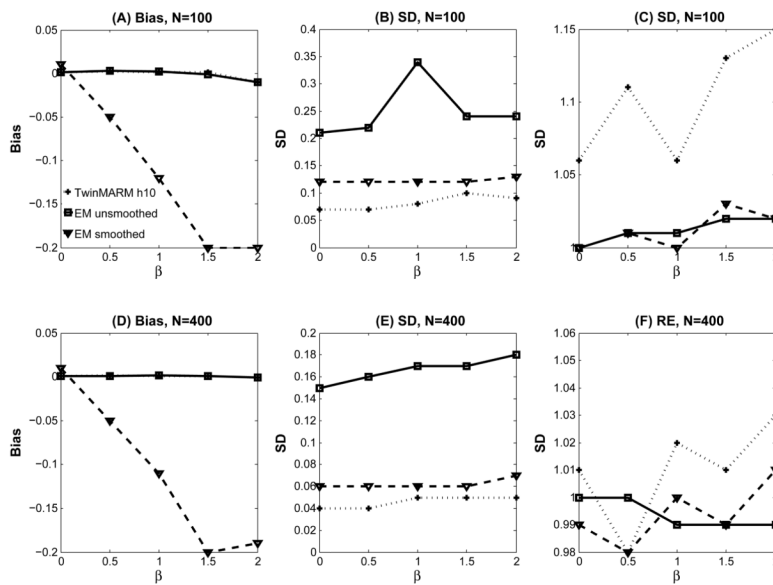 (A) Bias, N=100
(B) SD, N=100
(C) SD, N=100
0.05
0
−0.05
−0.1
−0.15
−0.2
Bias
TwinMARM h10
EM unsmoothed
EM smoothed
0 0.5 1 1.5 2
β
0.4
0.35
0.3
0.25
0.2
0.15
0.1
0.05
0
SD
0 0.5 1 1.5 2
β
1.15
1.1
1.05
1
SD
0 0.5 1 1.5 2
β
(D) Bias, N=400
(E) SD, N=400
(F) RE, N=400
0.05
0
−0.05
−0.1
−0.15
−0.2
Bias
0 0.5 1 1.5 2
β
0.2
0.18
0.16
0.14
0.12
0.1
0.08
0.06
0.04
0.02
0
SD
0 0.5 1 1.5 2
β
1.06
1.05
1.04
1.03
1.02
1.01
1
0.99
0.98
SD
0 0.5 1 1.5 2
β